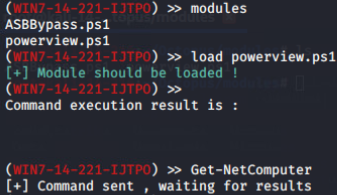 (WIN7-14-221-IJTPO) >> modules
ASBBypass.ps1
powerview.ps1
(WIN7-14-221-IJTPO) >> load powerview.ps1
[+] Module should be loaded !
(WIN7-14-221-IJTPO) >>
Command execution result is :
(WIN7-14-221-IJTPO) >> Get-NetComputer
[+] Command sent , waiting for results